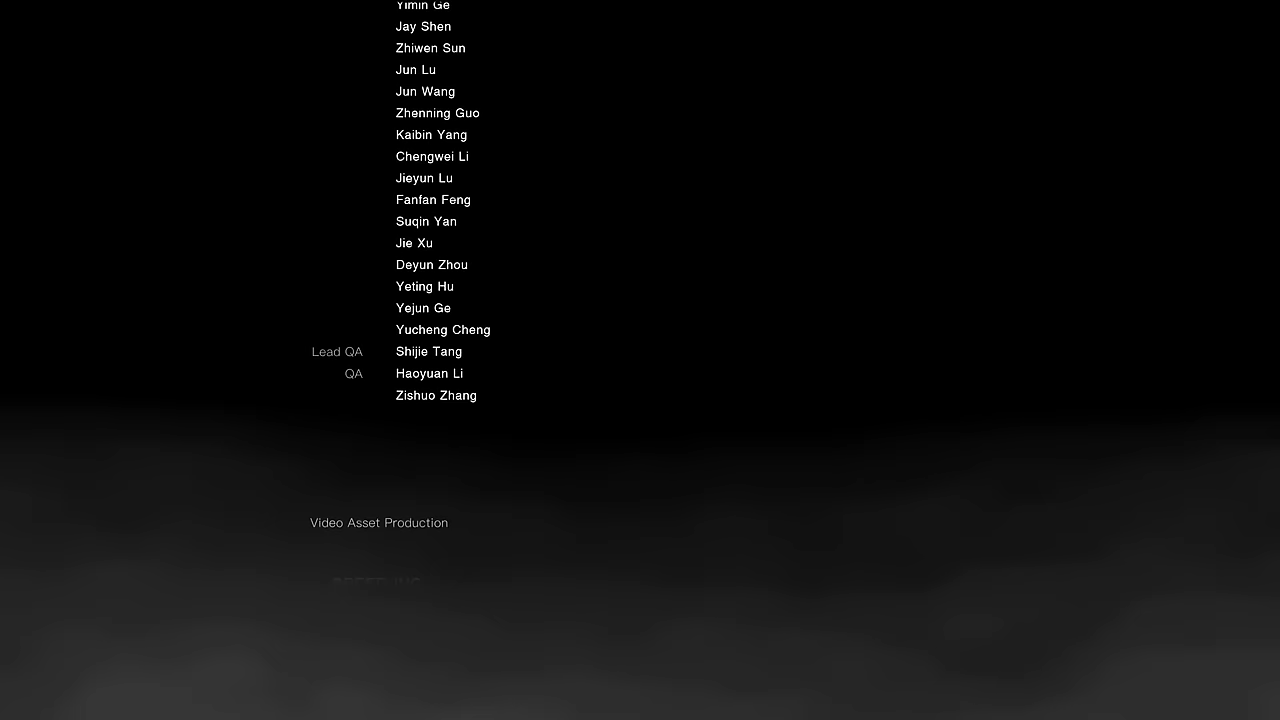 Yimin Ge
Jay Shen
Zhiwen Sun
Jun Lu
Jun Wang
Zhenning Guo
Kaibin Yang
Chengwei Li
Jieyun Lu
Fanfan Feng
Suqin Yan
Jie Xu
Deyun Zhou
Yeting Hu
Yejun Ge
Yucheng Cheng
Lead QA Shijie Tang
QA Haoyuan Li
Zishuo Zhang
Video Asset Production